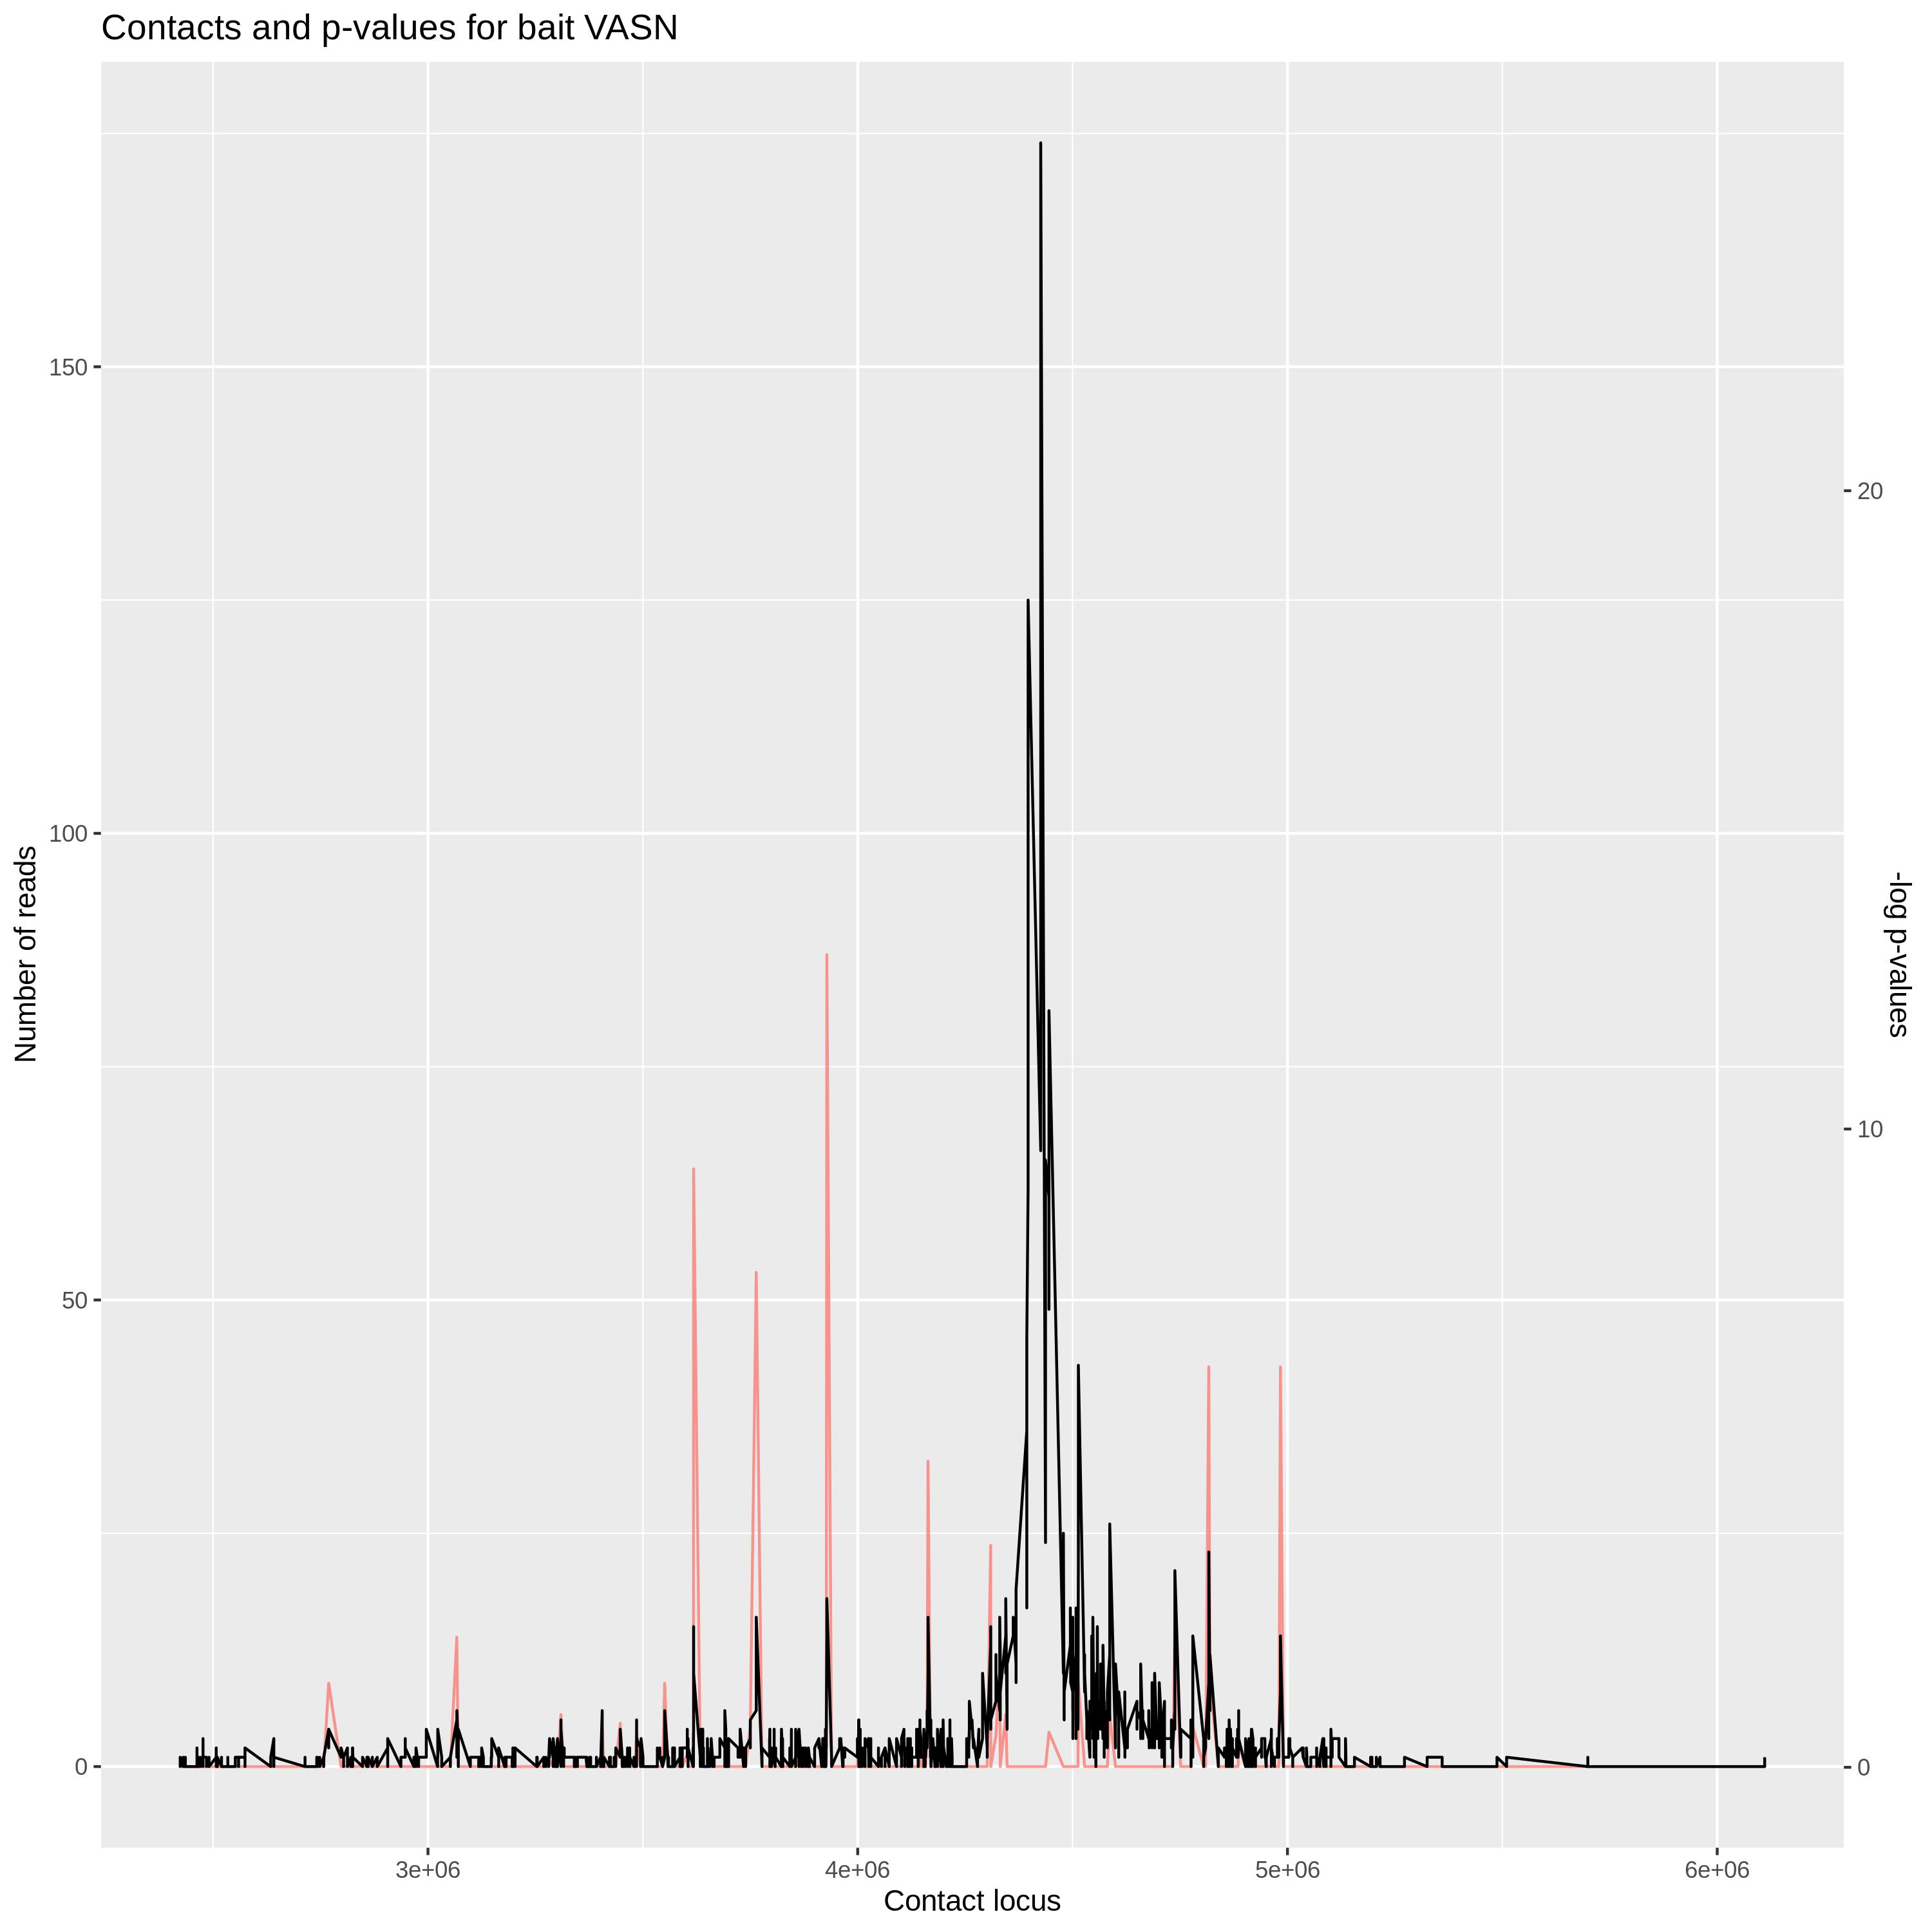 Contacts and p-values for bait VASN
150
100
50
0
Number of reads
20
10
0
-log p-values
3e+06
4e+06
5e+06
6e+06
Contact locus